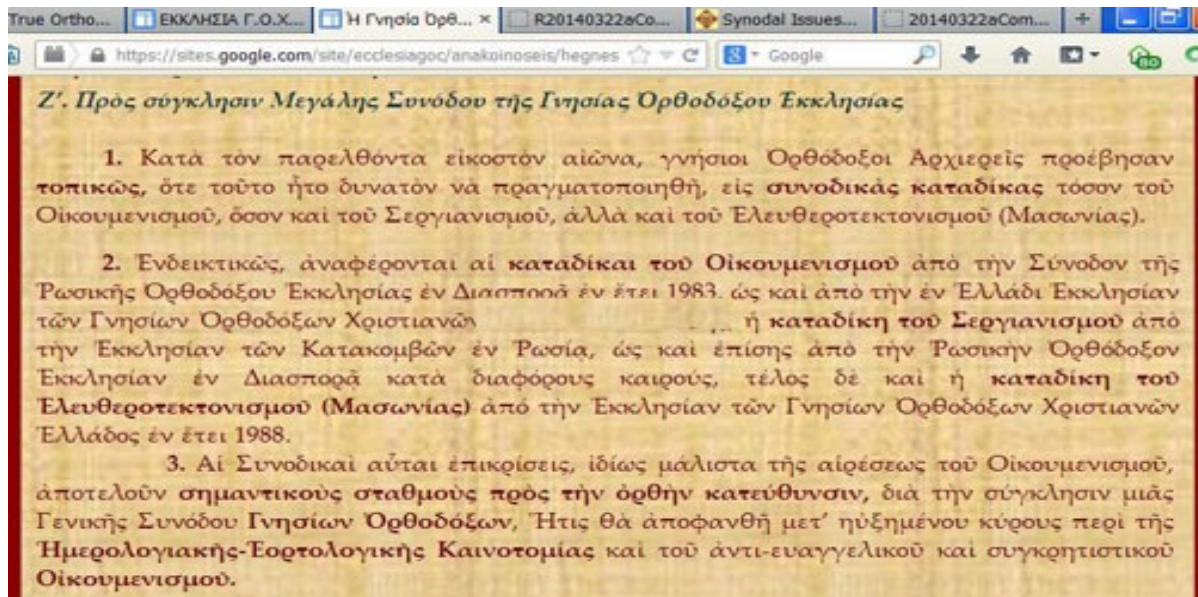 True Ortho... ΕΚΚΛΗΣΙΑ Γ.Ο.Χ... Ἡ Γνησία Ὀρθ... × R20140322aCo... Synodal Issues... 20140322aCom... +
https://sites.google.com/site/ecclesiagoc/anakoinoseis/hegnes Google
Ζ'. Πρὸς σύγκλησιν Μεγάλης Συνόδου τῆς Γνησίας Ὀρθοδόξου Ἐκκλησίας
1. Κατὰ τὸν παρελθόντα εἰκοστὸν αἰῶνα, γνήσιοι Ὀρθόδοξοι Ἀρχιερεῖς προέβησαν
τοπικῶς, ὅτε τοῦτο ἦτο δυνατὸν νὰ πραγματοποιηθῇ, εἰς συνοδικὰς καταδίκας τόσον τοῦ
Οἰκουμενισμοῦ, ὅσον καὶ τοῦ Σεργιανισμοῦ, ἀλλὰ καὶ τοῦ Ἐλευθεροτεκτονισμοῦ (Μασωνίας).
2. Ἐνδεικτικῶς, ἀναφέρονται αἱ καταδίκαι τοῦ Οἰκουμενισμοῦ ἀπὸ τὴν Σύνοδον τῆς
Ρωσικῆς Ὀρθοδόξου Ἐκκλησίας ἐν Διασπορᾷ ἐν ἔτει 1983, ὡς καὶ ἀπὸ τὴν ἐν Ἑλλάδι Ἐκκλησίαν
τῶν Γνησίων Ὀρθοδόξων Χριστιανῶν ἡ καταδίκη τοῦ Σεργιανισμοῦ ἀπὸ
τὴν Ἐκκλησίαν τῶν Κατακομβῶν ἐν Ρωσίᾳ, ὡς καὶ ἐπίσης ἀπὸ τὴν Ῥωσικὴν Ὀρθόδοξον
Ἐκκλησίαν ἐν Διασπορᾷ κατὰ διαφόρους καιρούς, τέλος δὲ καὶ ἡ καταδίκη τοῦ
Ἐλευθεροτεκτονισμοῦ (Μασωνίας) ἀπὸ τὴν Ἐκκλησίαν τῶν Γνησίων Ὀρθοδόξων Χριστιανῶν
Ἑλλάδος ἐν ἔτει 1988.
3. Αἱ Συνοδικαὶ αὗται ἐπικρίσεις, ἰδίως μάλιστα τῆς αἱρέσεως τοῦ Οἰκουμενισμοῦ,
ἀποτελοῦν σημαντικοὺς σταθμοὺς πρὸς τὴν ὀρθὴν κατεύθυνσιν, διὰ τὴν σύγκλησιν μιᾶς
Γενικῆς Συνόδου Γνησίων Ὀρθοδόξων, Ἥτις θὰ ἀποφανθῇ μετ' ηὐξημένου κύρους περὶ τῆς
Ἡμερολογιακῆς-Ἑορτολογικῆς Καινοτομίας καὶ τοῦ ἀντι-ευαγγελικοῦ καὶ συγκρητιστικοῦ
Οἰκουμενισμοῦ.